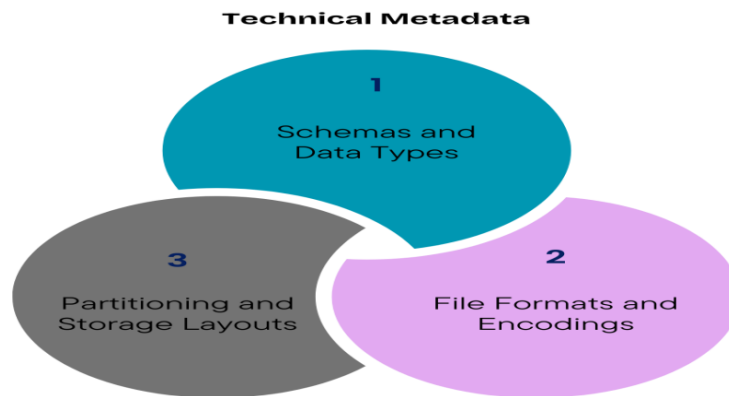 Technical Metadata
1
Schemas and
Data Types
2
File Formats and
Encodings
3
Partitioning and
Storage Layouts